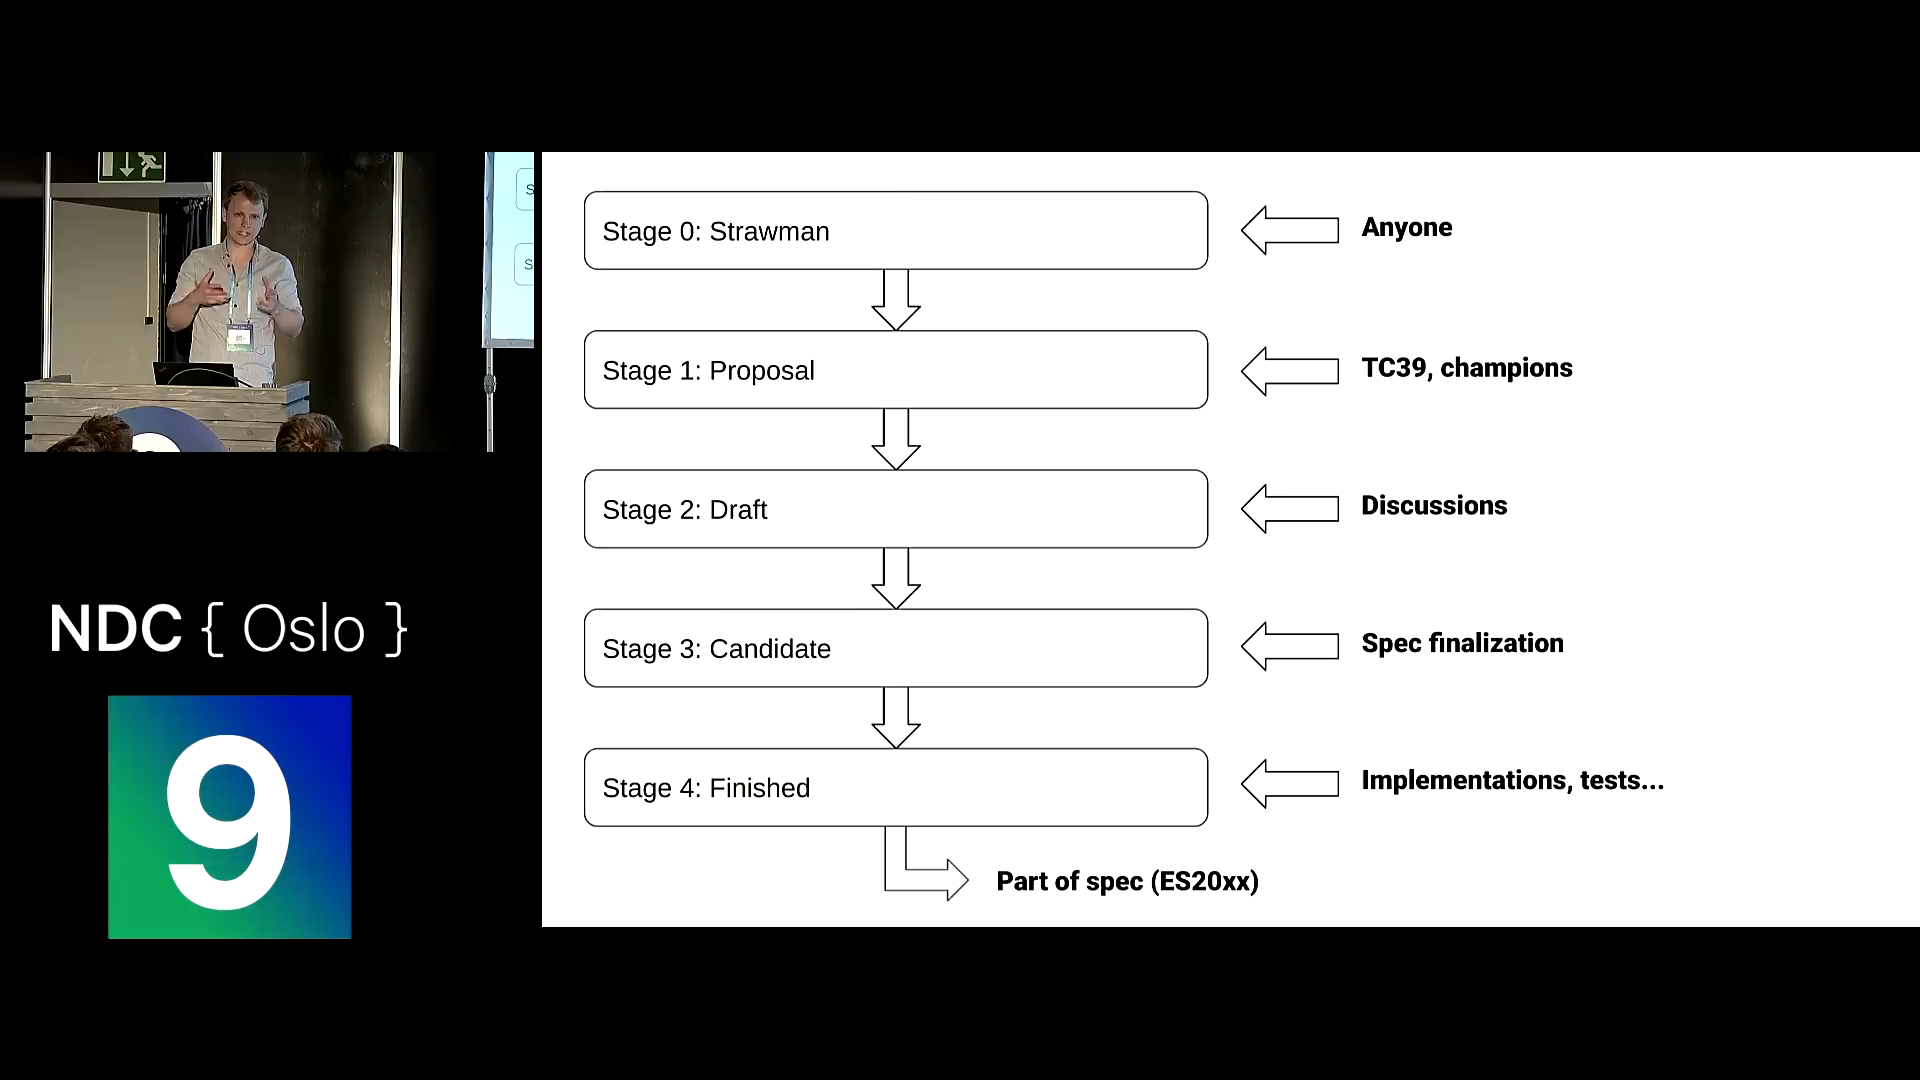 Stage 0: Strawman
Anyone
Stage 1: Proposal
TC39, champions
Stage 2: Draft
Discussions
Stage 3: Candidate
Spec finalization
Stage 4: Finished
Implementations, tests...
Part of spec (ES20xx)
NDC { Oslo }
9
S
S